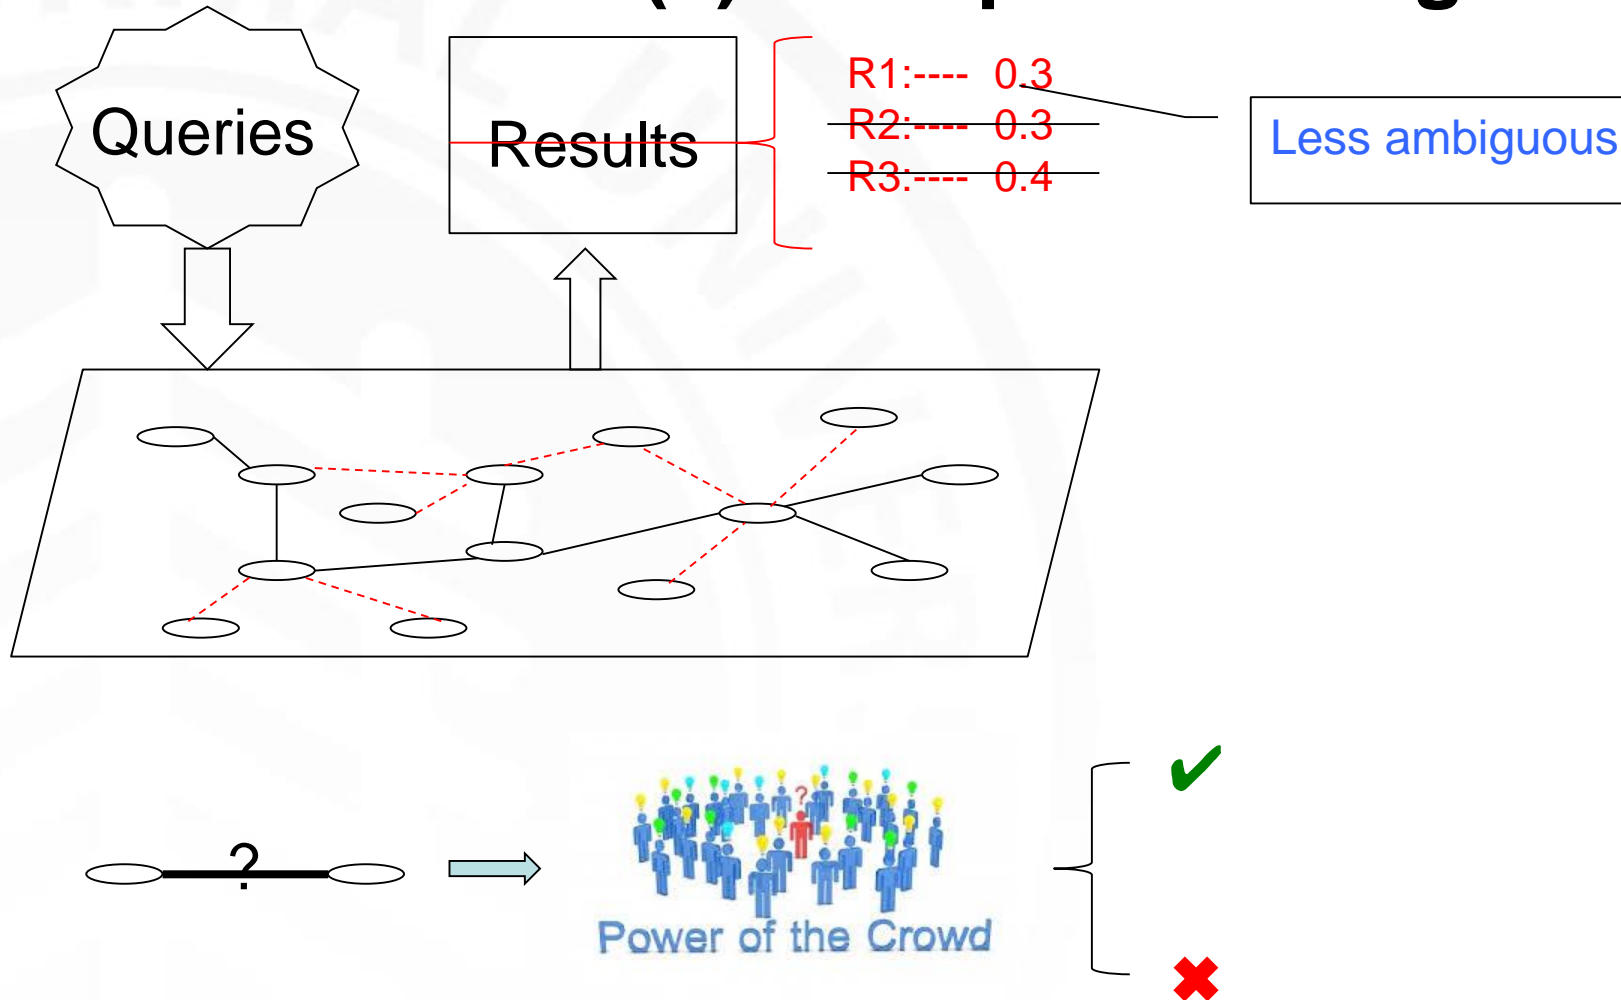 Queries
Results
R1:---- 0.3
R2:---- 0.3
R3:---- 0.4
Less ambiguous
?
?
Power of the Crowd